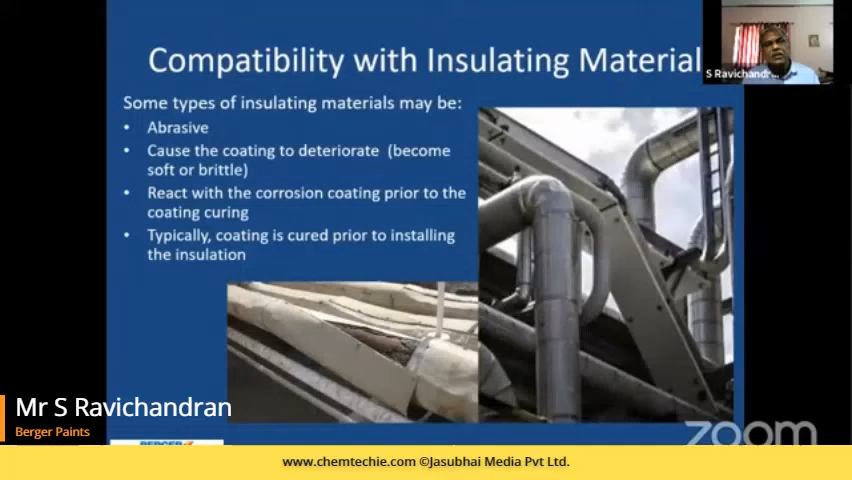 Compatibility with Insulating Material
S Ravichandran
Some types of insulating materials may be:
• Abrasive
• Cause the coating to deteriorate (become
soft or brittle)
• React with the corrosion coating prior to the
coating curing
• Typically, coating is cured prior to installing
the insulation
Mr S Ravichandran
Berger Paints
BERGER
zoom
www.chemtechie.com ©Jasubhai Media Pvt Ltd.